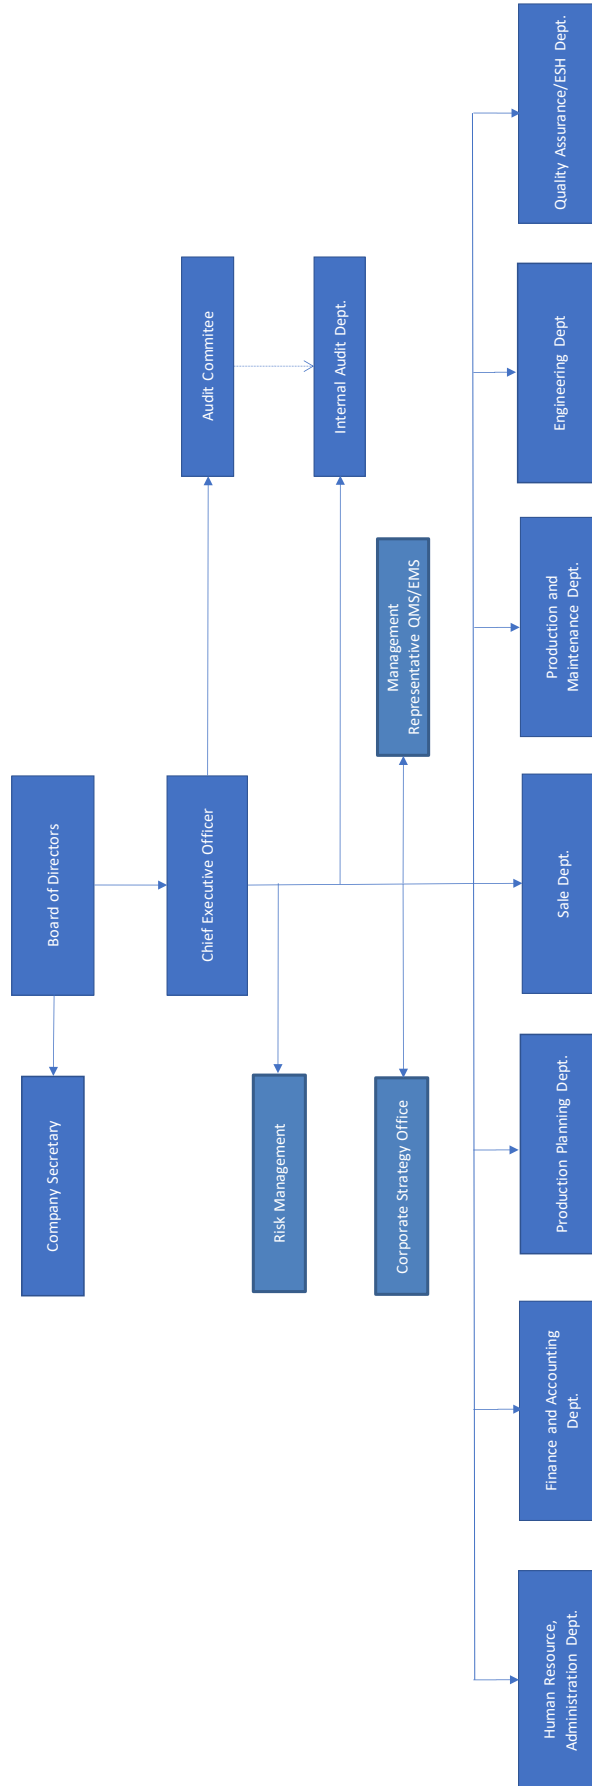 Board of Directors
Company Secretary
Chief Executive Officer
Audit Commitee
Risk Management
Internal Audit Dept.
Corporate Strategy Office
Management
Representative QMS/EMS
Human Resource,
Administration Dept.
Finance and Accounting
Dept.
Production Planning Dept.
Sale Dept.
Production and
Maintenance Dept.
Engineering Dept
Quality Assurance/ESH Dept.